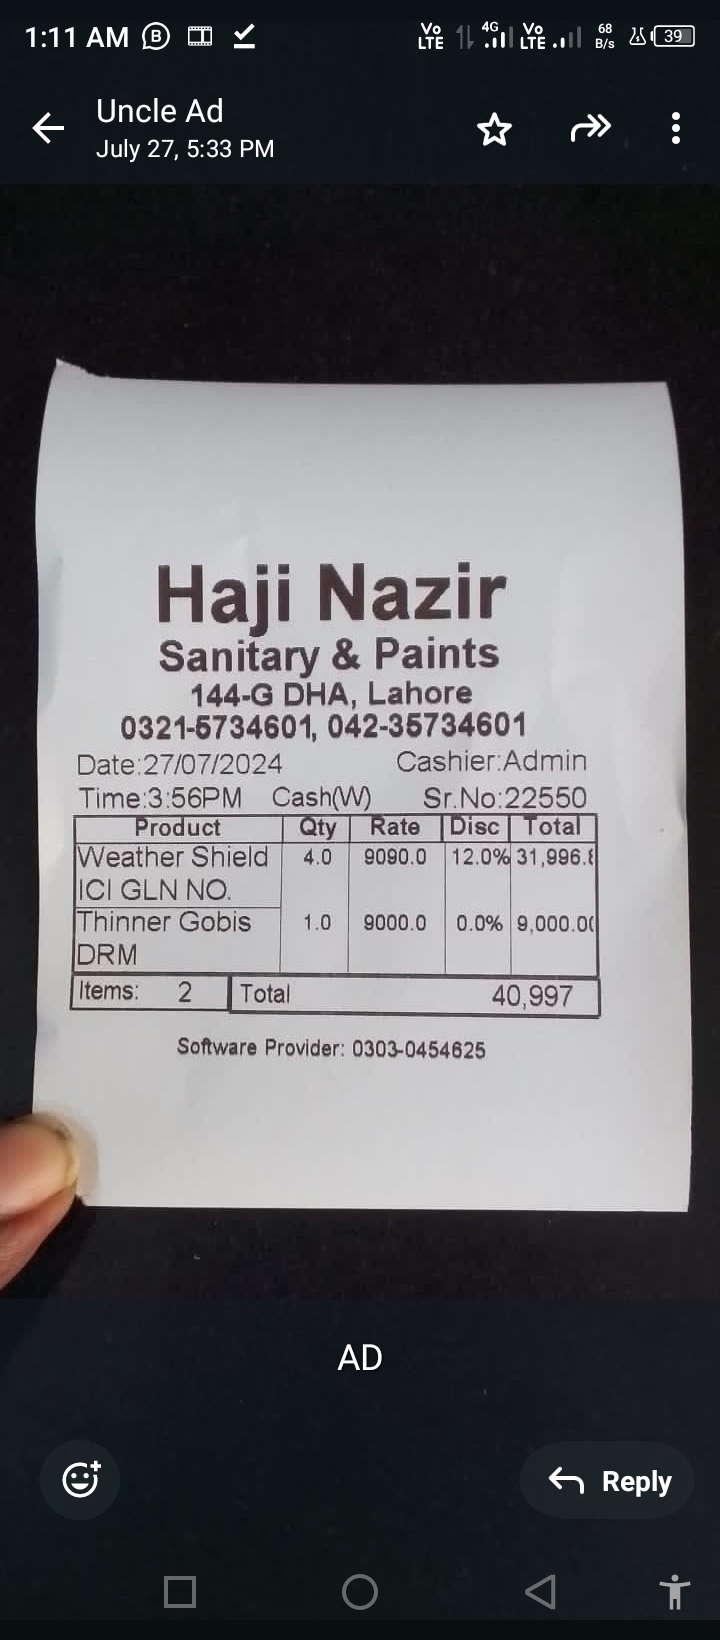 1:11 AM
Vo LTE 4G Vo LTE 68 B/s 39
Uncle Ad
July 27, 5:33 PM
Haji Nazir
Sanitary & Paints
144-G DHA, Lahore
0321-5734601, 042-35734601
Date:27/07/2024 Cashier:Admin
Time:3:56PM Cash(W) Sr.No:22550
Product Qty Rate Disc Total
Weather Shield 4.0 9090.0 12.0% 31,996.8
ICI GLN NO.
Thinner Gobis 1.0 9000.0 0.0% 9,000.00
DRM
Items: 2 Total 40,997
Software Provider: 0303-0454625
AD
Reply